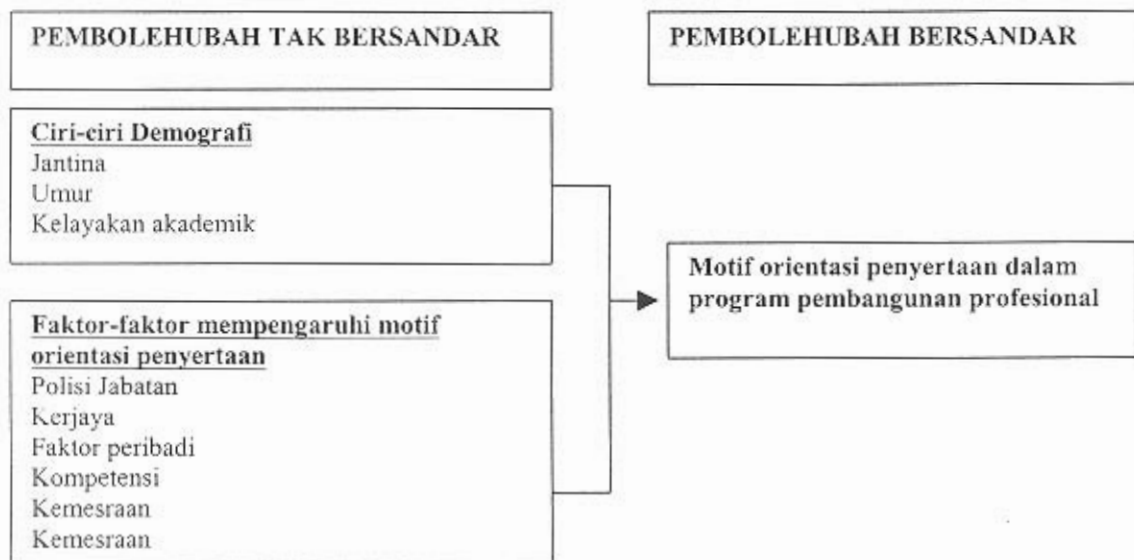 PEMBOLEHUBAH TAK BERSANDAR
PEMBOLEHUBAH BERSANDAR
Ciri-ciri Demografi
Jantina
Umur
Kelayakan akademik
Faktor-faktor mempengaruhi motif
orientasi penyertaan
Polisi Jabatan
Kerjaya
Faktor peribadi
Kompetensi
Kemesraan
Kemesraan
Motif orientasi penyertaan dalam
program pembangunan profesional